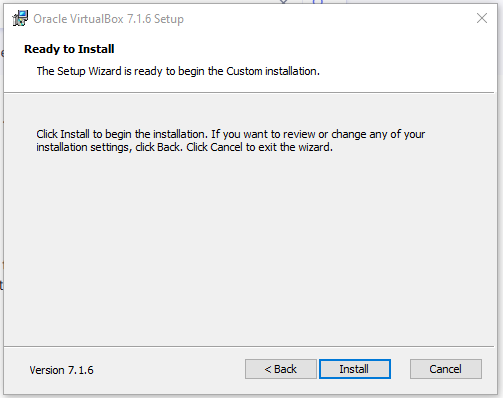 Oracle VirtualBox 7.1.6 Setup
Ready to Install
The Setup Wizard is ready to begin the Custom installation.
Click Install to begin the installation. If you want to review or change any of your
installation settings, click Back. Click Cancel to exit the wizard.
Version 7.1.6
< Back
Install
Cancel